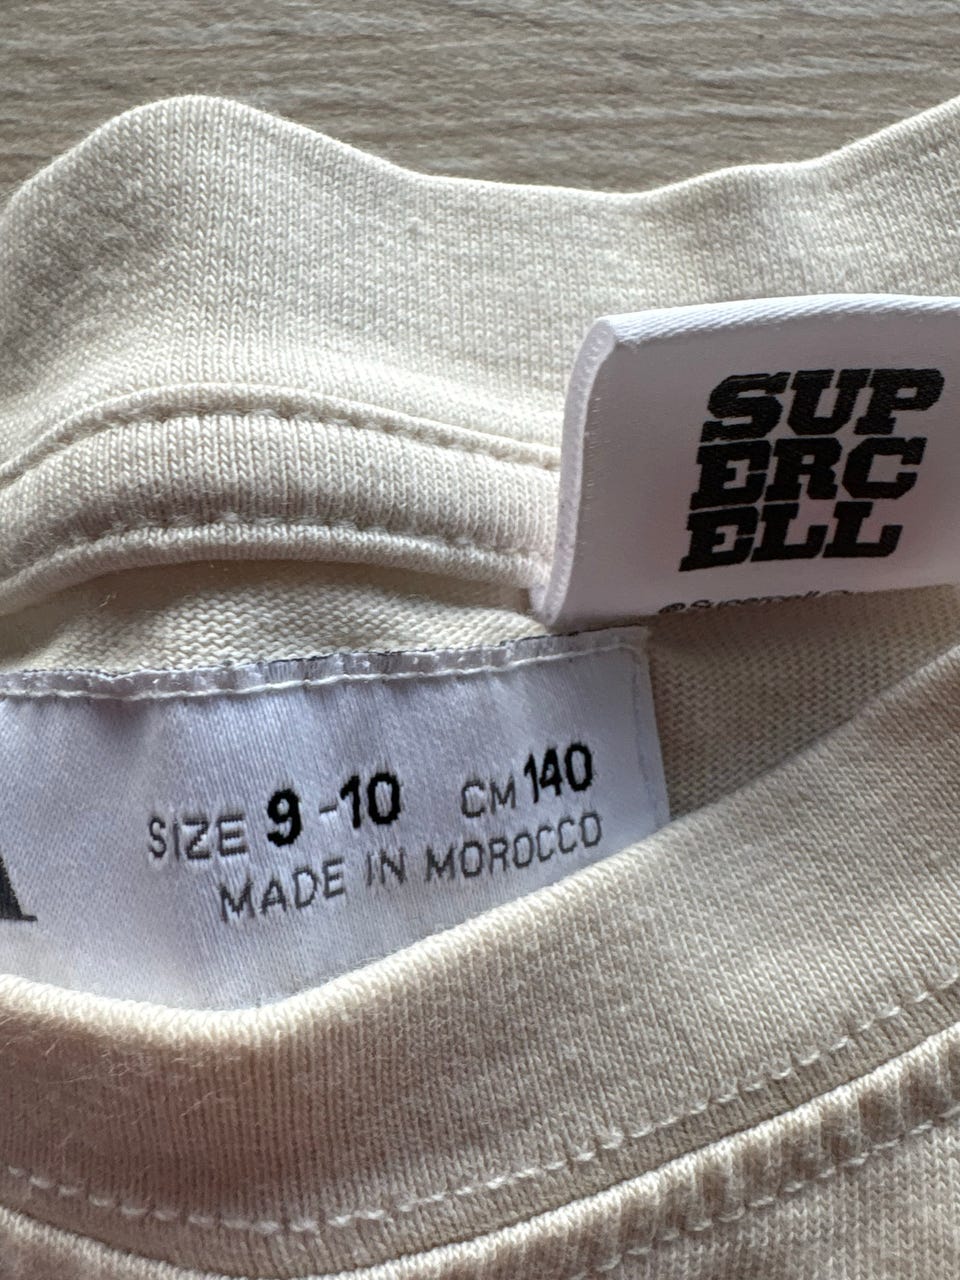 SUP
ERC
ELL
SIZE 9-10 CM 140
MADE IN MOROCCO